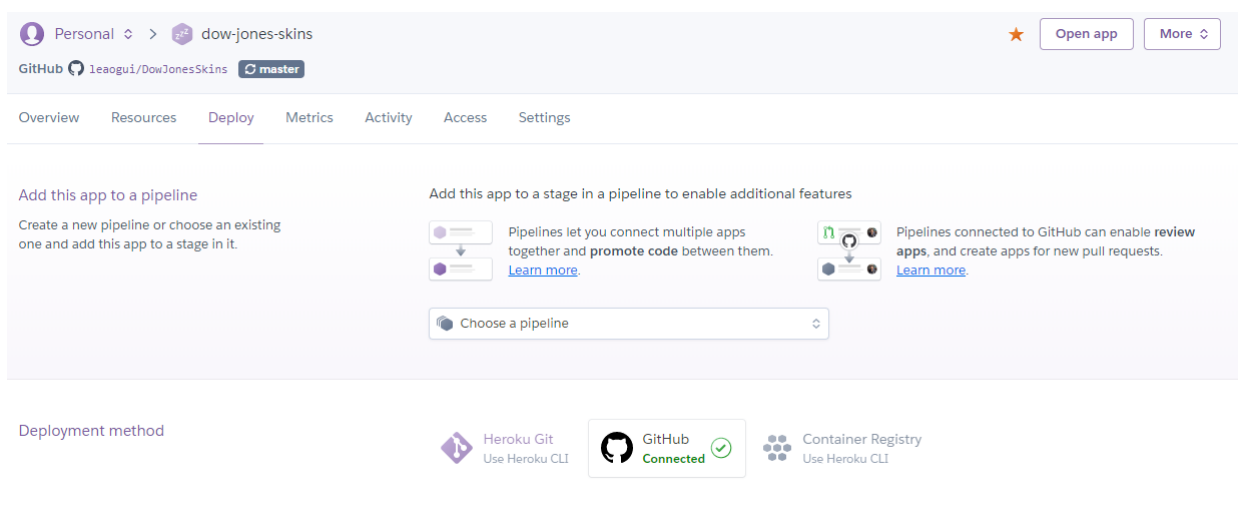 Personal > dow-jones-skins
Open app
More
GitHub leaogui/DowJonesSkins master
Overview Resources Deploy Metrics Activity Access Settings
Add this app to a pipeline
Create a new pipeline or choose an existing
one and add this app to a stage in it.
Add this app to a stage in a pipeline to enable additional features
Pipelines let you connect multiple apps
together and promote code between them.
Learn more.
Pipelines connected to GitHub can enable review
apps, and create apps for new pull requests.
Learn more.
Choose a pipeline
Deployment method
Heroku Git
Use Heroku CLI
GitHub
Connected
Container Registry
Use Heroku CLI